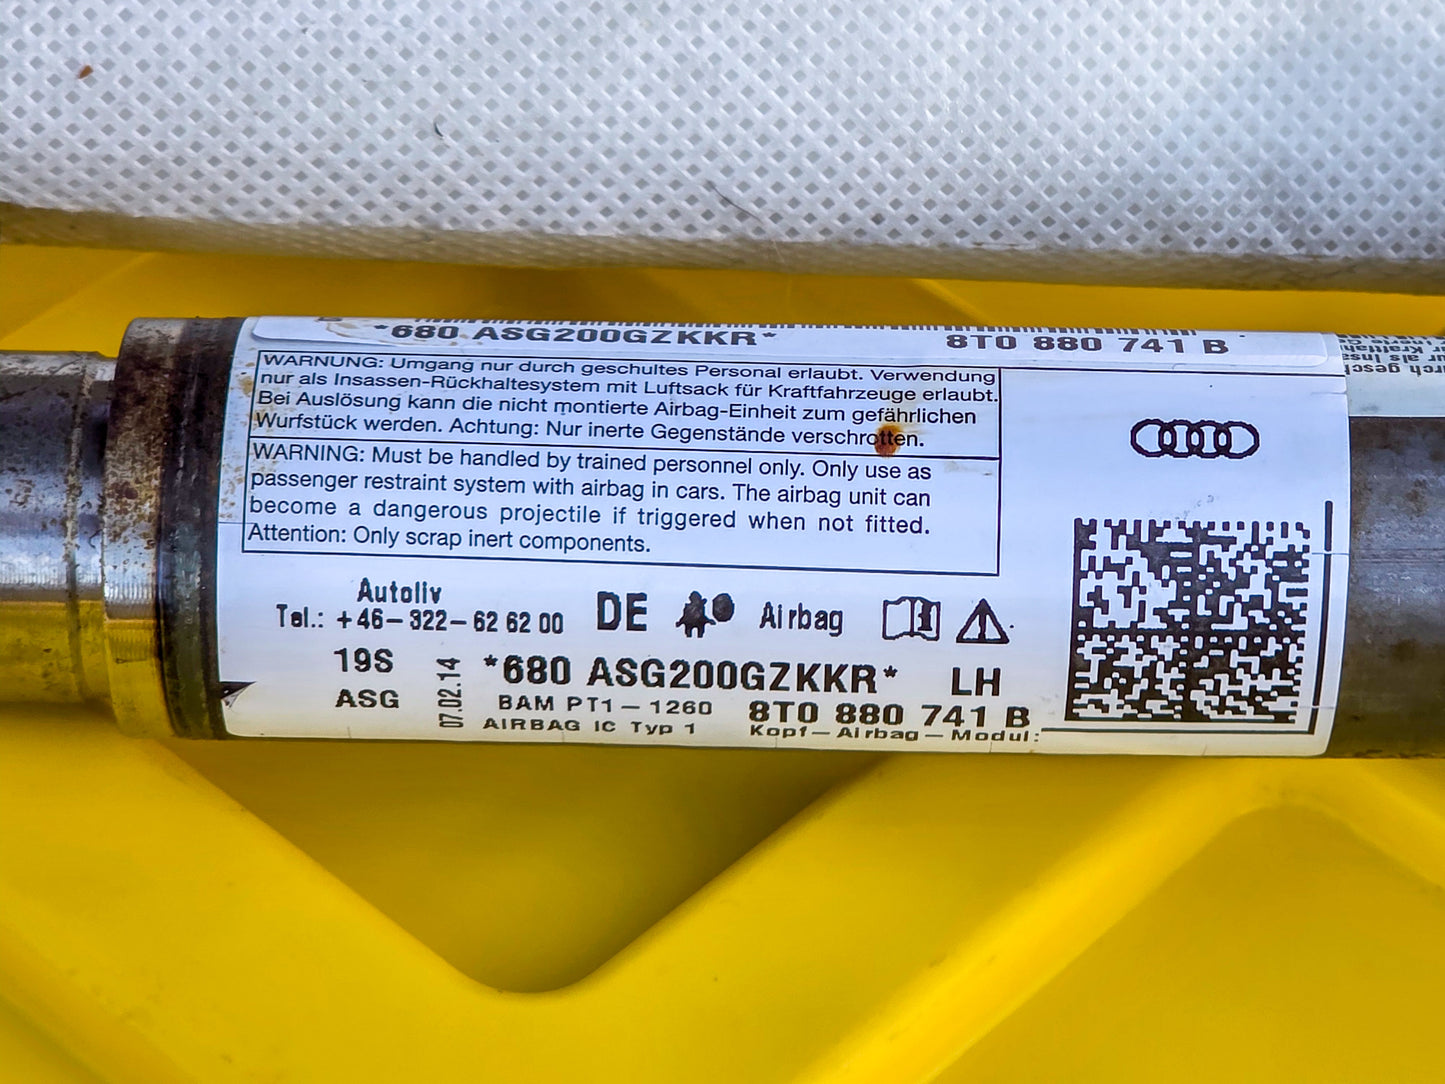 *680 ASG200GZKKR* 8T0 880 741 B
WARNUNG: Umgang nur durch geschultes Personal erlaubt. Verwendung
nur als Insassen-Rückhaltesystem mit Luftsack für Kraftfahrzeuge erlaubt.
Bei Auslösung kann die nicht montierte Airbag-Einheit zum gefährlichen
Wurfstück werden. Achtung: Nur inerte Gegenstände verschrotten.
WARNING: Must be handled by trained personnel only. Only use as
passenger restraint system with airbag in cars. The airbag unit can
become a dangerous projectile if triggered when not fitted.
Attention: Only scrap inert components.
Autoliv
Tel.: +46-322-62 62 00 DE Airbag
19S
ASG
07.02.14
*680 ASG200GZKKR* LH
BAM PT1-1260 8T0 880 741 B
AIRBAG IC Typ 1 Kopf-Airbag-Modul: